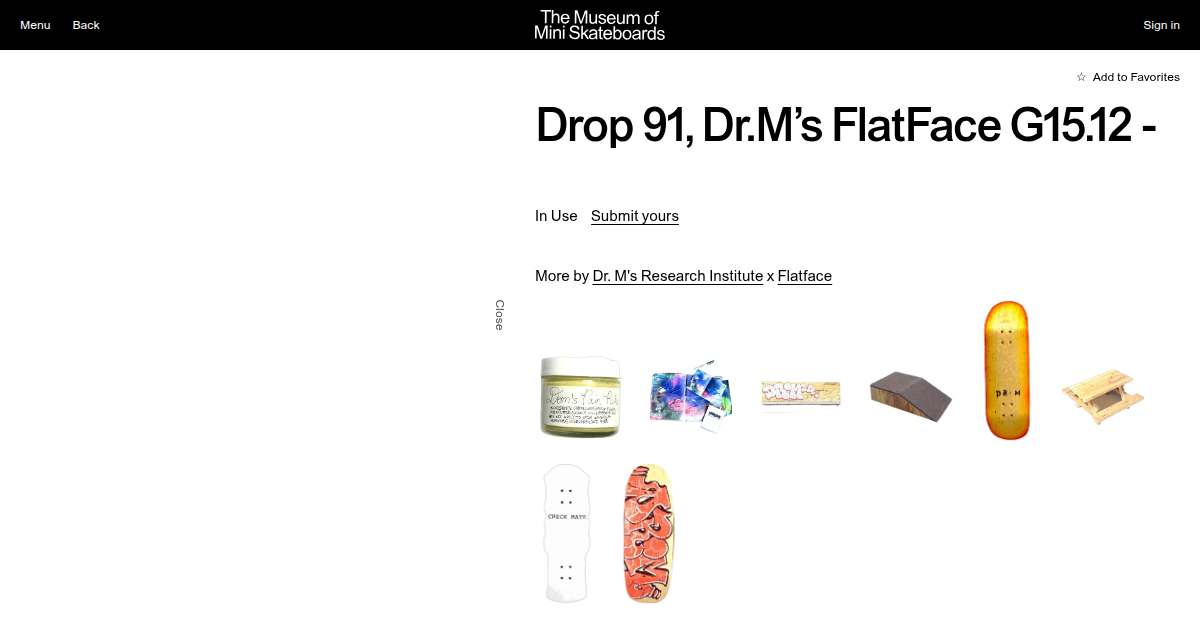 Menu Back
The Museum of
Mini Skateboards
Sign in
☆ Add to Favorites
Drop 91, Dr.M’s FlatFace G15.12 -
In Use Submit yours
More by Dr. M's Research Institute x Flatface
Close
CHECK MATE